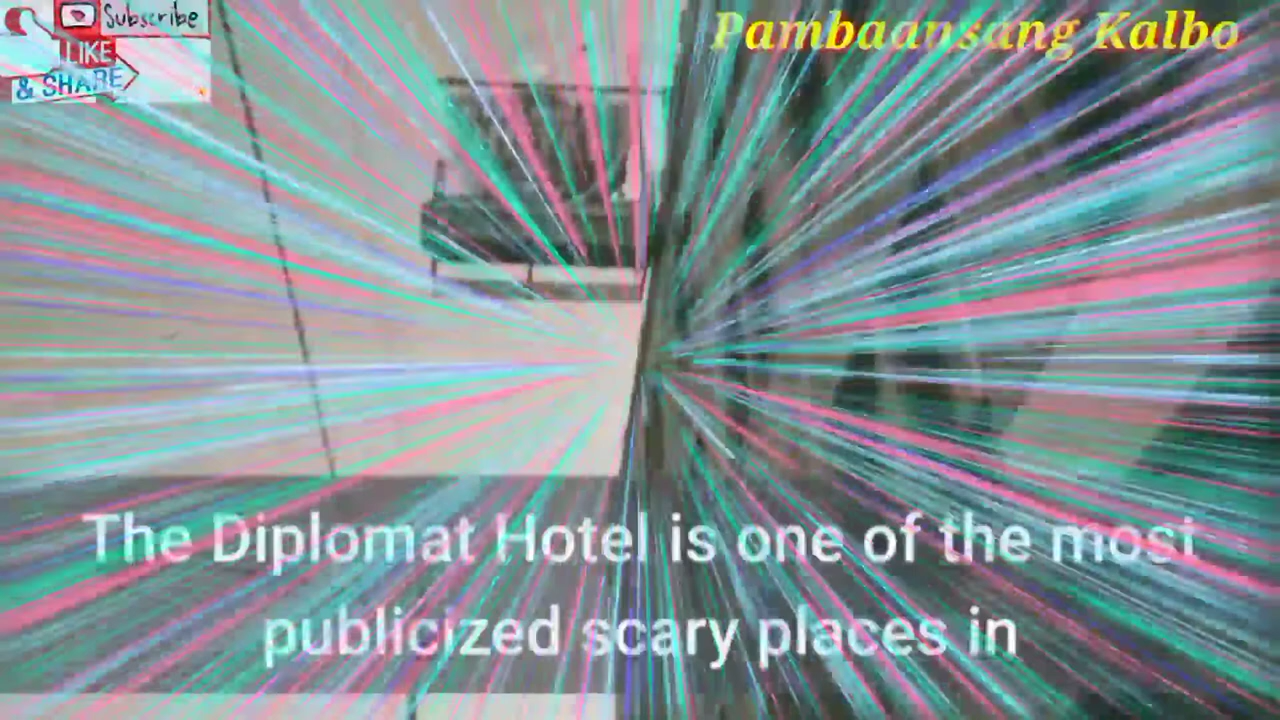 Subscribe
LIKE
& SHARE
Pambaansang Kalbo
The Diplomat Hotel is one of the most
publicized scary places in